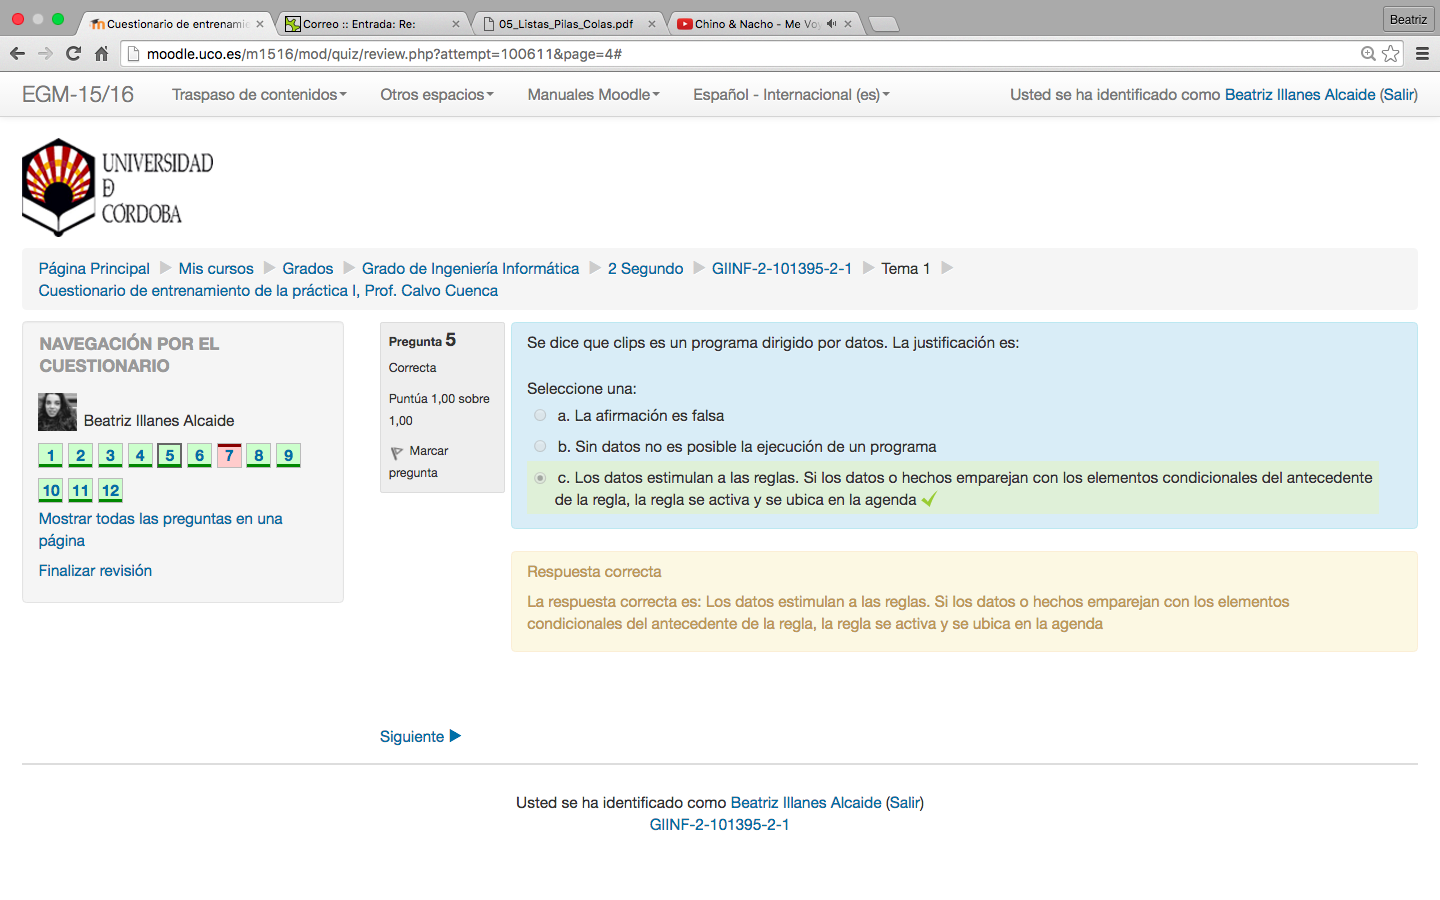 Cuestionario de entrenamie
Correo :: Entrada: Re:
05_Listas_Pilas_Colas.pdf
Chino & Nacho - Me Voy
Beatriz
moodle.uco.es/m1516/mod/quiz/review.php?attempt=100611&page=4#
EGM-15/16
Traspaso de contenidos
Otros espacios
Manuales Moodle
Español - Internacional (es)
Usted se ha identificado como Beatriz Illanes Alcaide (Salir)
UNIVERSIDAD
Ð
CÓRDOBA
Página Principal
Mis cursos
Grados
Grado de Ingeniería Informática
2 Segundo
GIINF-2-101395-2-1
Tema 1
Cuestionario de entrenamiento de la práctica I, Prof. Calvo Cuenca
NAVEGACIÓN POR EL
CUESTIONARIO
Beatriz Illanes Alcaide
1 2 3 4 5 6 7 8 9
10 11 12
Mostrar todas las preguntas en una
página
Finalizar revisión
Pregunta 5
Correcta
Puntúa 1,00 sobre
1,00
Marcar
pregunta
Se dice que clips es un programa dirigido por datos. La justificación es:
Seleccione una:
a. La afirmación es falsa
b. Sin datos no es posible la ejecución de un programa
c. Los datos estimulan a las reglas. Si los datos o hechos emparejan con los elementos condicionales del antecedente
de la regla, la regla se activa y se ubica en la agenda
Respuesta correcta
La respuesta correcta es: Los datos estimulan a las reglas. Si los datos o hechos emparejan con los elementos
condicionales del antecedente de la regla, la regla se activa y se ubica en la agenda
Siguiente
Usted se ha identificado como Beatriz Illanes Alcaide (Salir)
GIINF-2-101395-2-1